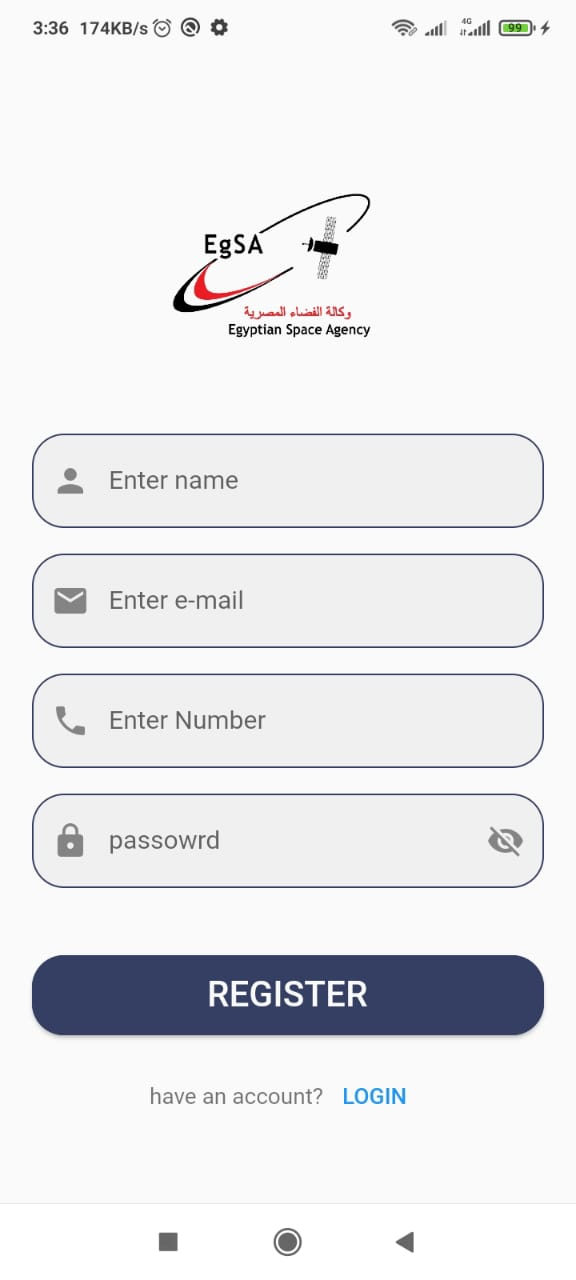 3:36 174KB/s 4G 99
EgSA
وكالة الفضاء المصرية
Egyptian Space Agency
Enter name
Enter e-mail
Enter Number
passowrd
REGISTER
have an account? LOGIN